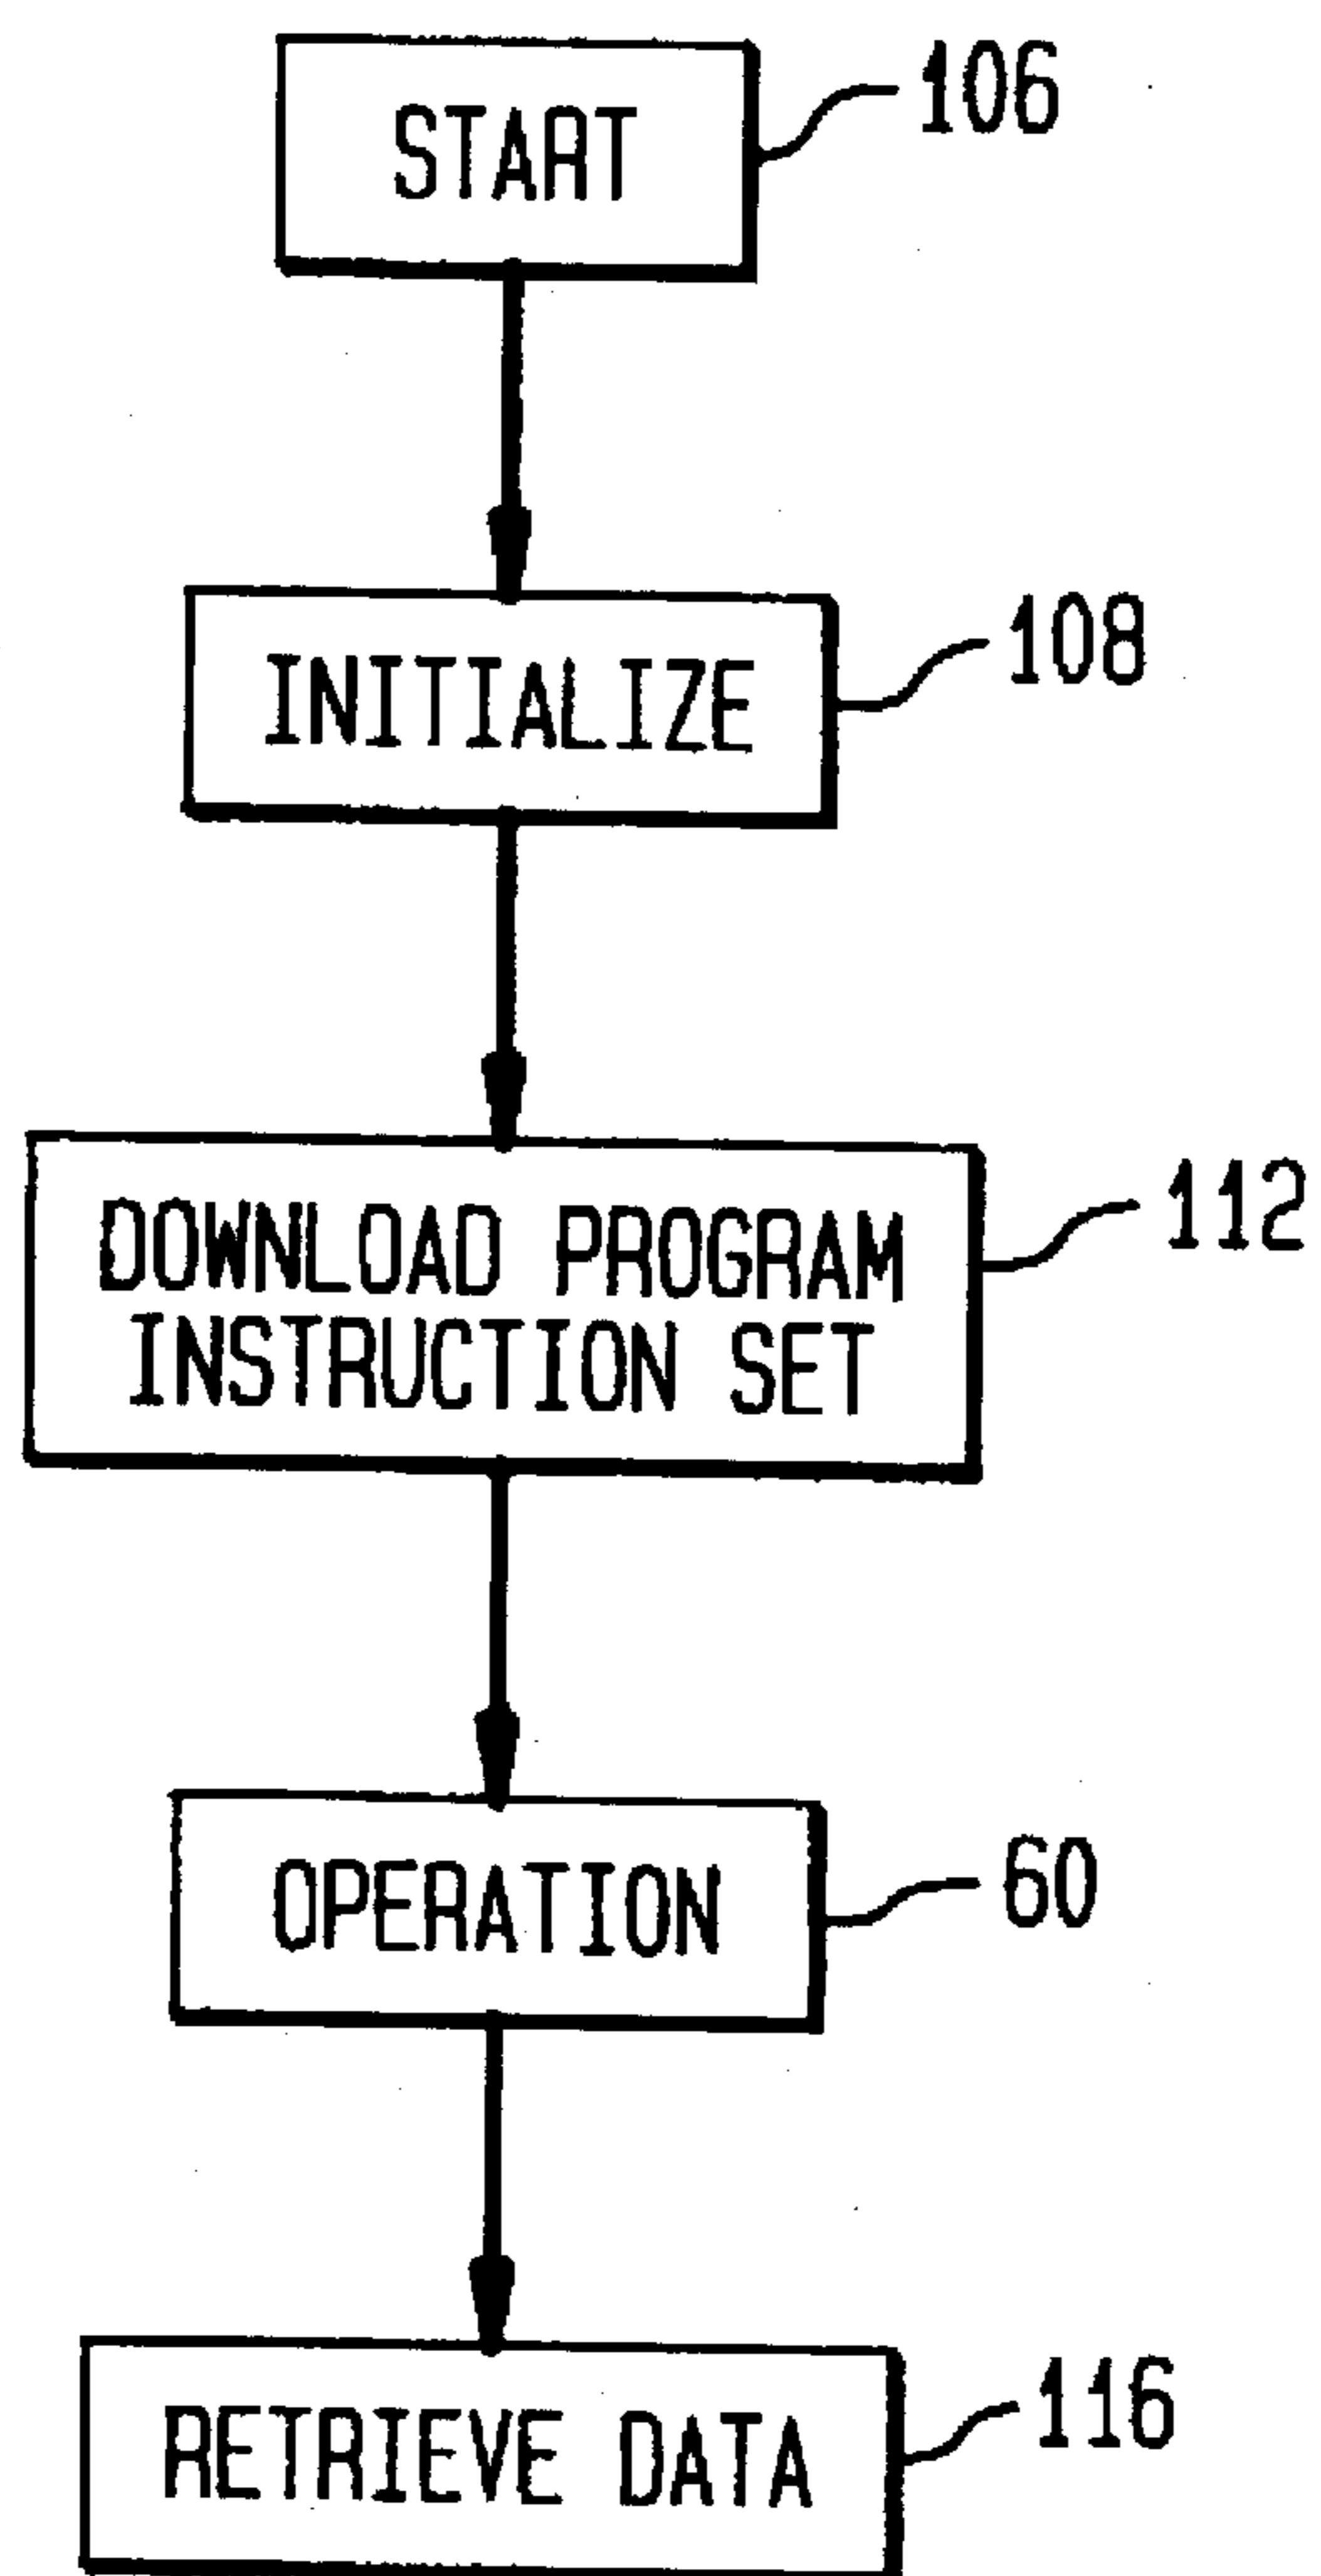 START
106
INITIALIZE
108
DOWNLOAD PROGRAM
INSTRUCTION SET
112
OPERATION
60
RETRIEVE DATA
116